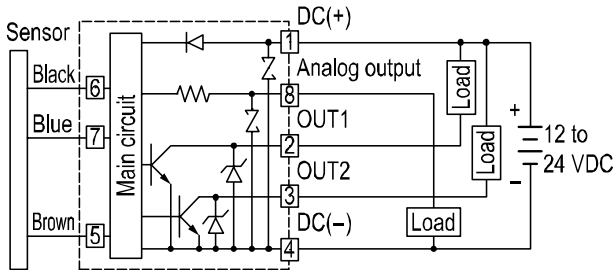 DC(+)
Sensor
1
Analog output
Black
6
Main circuit
8
Load
+
OUT1
Blue
7
2
Load
12 to
24 VDC
OUT2
3
−
DC(−)
Brown
5
Load
4